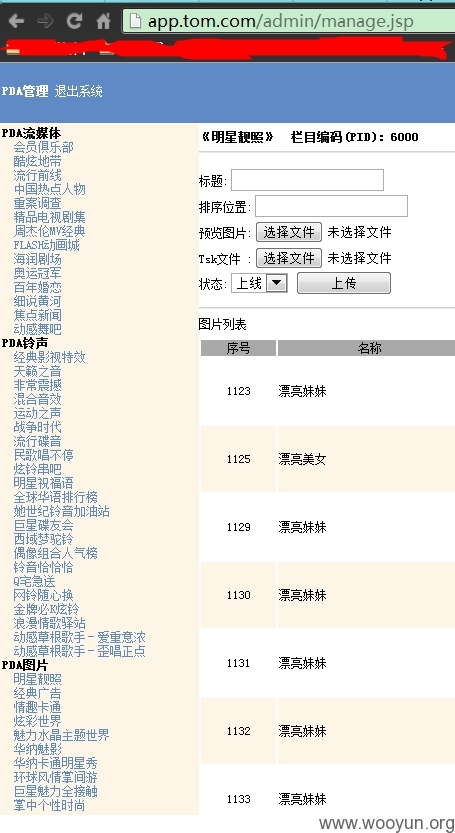 app.tom.com/admin/manage.jsp
PDA管理 退出系统
PDA流媒体
会员俱乐部
酷炫地带
流行前线
中国热点人物
重案调查
精品电视剧集
周杰伦MV经典
FLASH动画城
海润剧场
奥运冠军
百年婚恋
细说黄河
焦点新闻
动感舞吧
PDA铃声
经典影视特效
天籁之音
非常震撼
混合音效
运动之声
战争时代
流行碟音
民歌唱不停
炫铃串吧
明星祝福语
全球华语排行榜
她世纪铃音加油站
巨星碟友会
西域梦驼铃
偶像组合人气榜
铃音恰恰恰
Q宅急送
网铃随心换
金牌必K炫铃
浪漫情歌驿站
动感草根歌手－爱重意浓
动感草根歌手－歪唱正点
PDA图片
明星靓照
经典广告
情趣卡通
炫彩世界
魅力水晶主题世界
华纳魅影
华纳卡通明星秀
环球风情掌间游
巨星魅力全接触
掌中个性时尚
《明星靓照》 栏目编码(PID): 6000
标题:
排序位置:
预览图片: 选择文件 未选择文件
Tsk文件 : 选择文件 未选择文件
状态: 上线 上传
图片列表
序号 名称
1123 漂亮妹妹
1125 漂亮美女
1129 漂亮妹妹
1130 漂亮妹妹
1131 漂亮妹妹
1132 漂亮妹妹
1133 漂亮妹妹
www.wooyun.org